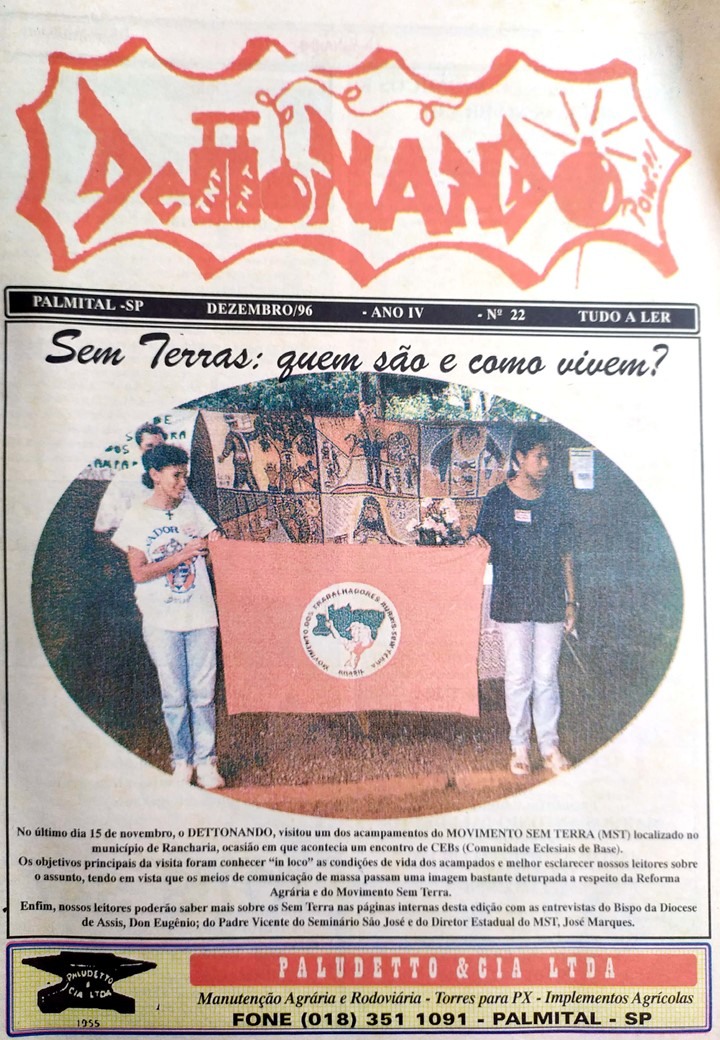 DeTTONANDO
TNT
TNT
POW!!
PALMITAL -SP DEZEMBRO/96 - ANO IV - Nº 22 TUDO A LER
Sem Terras: quem são e como vivem?
DE
MOVIMENTO DOS TRABALHADORES RURAIS SEM TERRA
BRASIL
No último dia 15 de novembro, o DETTONANDO, visitou um dos acampamentos do MOVIMENTO SEM TERRA (MST) localizado no
município de Rancharia, ocasião em que acontecia um encontro de CEBs (Comunidade Eclesiais de Base).
Os objetivos principais da visita foram conhecer “in loco” as condições de vida dos acampados e melhor esclarecer nossos leitores sobre
o assunto, tendo em vista que os meios de comunicação de massa passam uma imagem bastante deturpada a respeito da Reforma
Agrária e do Movimento Sem Terra.
Enfim, nossos leitores poderão saber mais sobre os Sem Terra nas páginas internas desta edição com as entrevistas do Bispo da Diocese
de Assis, Don Eugênio; do Padre Vicente do Seminário São José e do Diretor Estadual do MST, José Marques.
PALUDETTO
&
CIA LTDA
1955
PALUDETTO & CIA LTDA
Manutenção Agrária e Rodoviária - Torres para PX - Implementos Agrícolas
FONE (018) 351 1091 - PALMITAL - SP